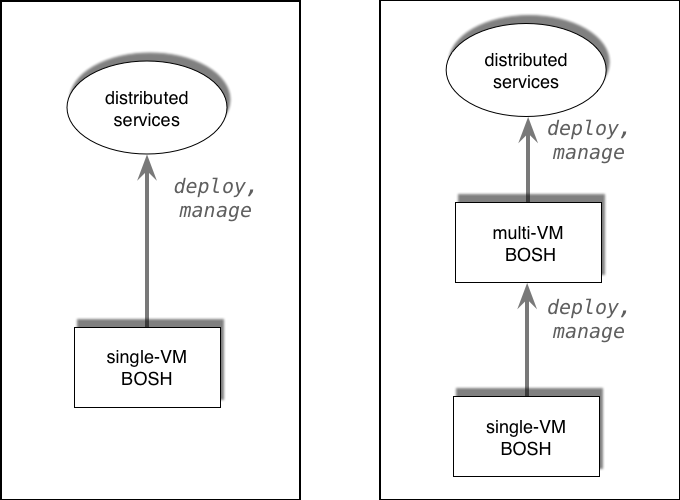 distributed
services
deploy,
manage
single-VM
BOSH
distributed
services
deploy,
manage
multi-VM
BOSH
deploy,
manage
single-VM
BOSH